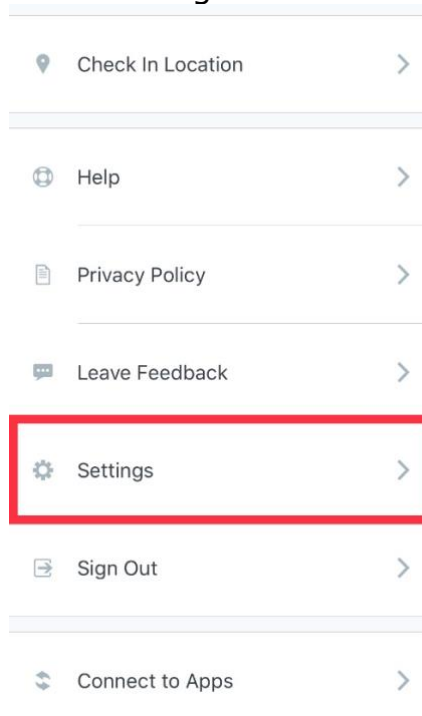 Check In Location
Help
Privacy Policy
Leave Feedback
Settings
Sign Out
Connect to Apps